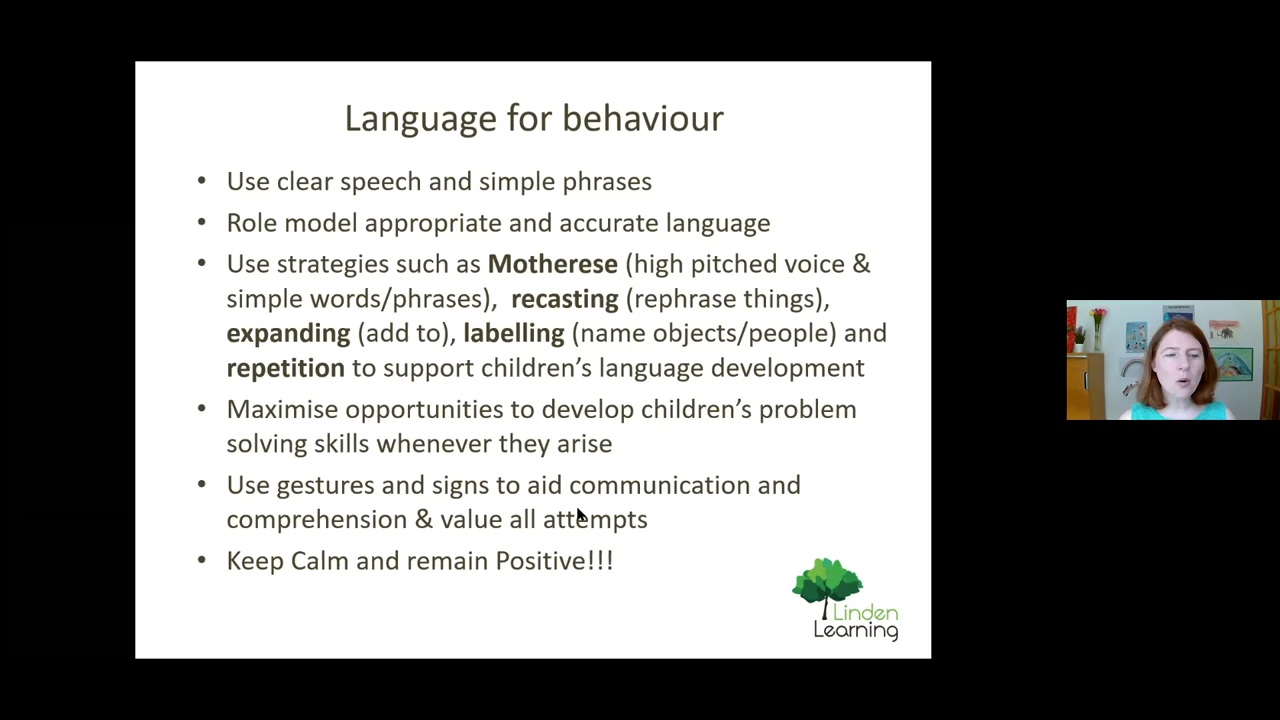 Language for behaviour
• Use clear speech and simple phrases
• Role model appropriate and accurate language
• Use strategies such as Motherese (high pitched voice &
simple words/phrases), recasting (rephrase things),
expanding (add to), labelling (name objects/people) and
repetition to support children’s language development
• Maximise opportunities to develop children’s problem
solving skills whenever they arise
• Use gestures and signs to aid communication and
comprehension & value all attempts
• Keep Calm and remain Positive!!!
Linden
Learning